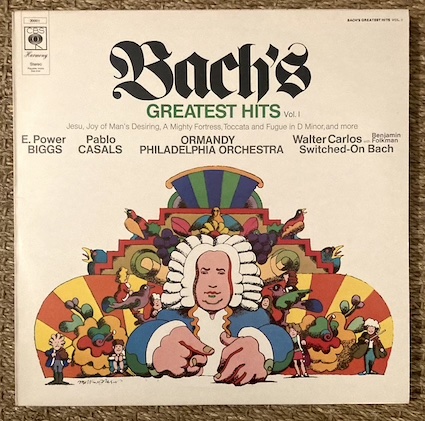 CBS
Harmony
Stereo
BACH'S GREATEST HITS VOL. I
Bach's
GREATEST HITS Vol. I
Jesu, Joy of Man's Desiring, A Mighty Fortress, Toccata and Fugue in D Minor, and more
E. Power BIGGS
Pablo CASALS
ORMANDY PHILADELPHIA ORCHESTRA
Walter Carlos with Benjamin Folkman
Switched-On Bach